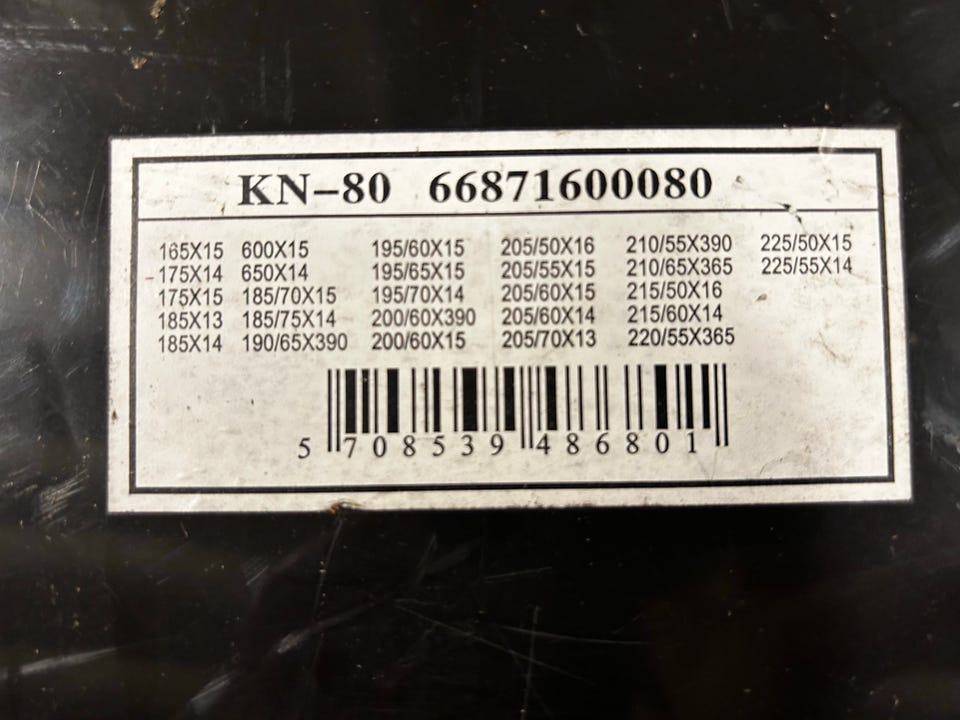 KN-80 66871600080
165X15 600X15 195/60X15 205/50X16 210/55X390 225/50X15
175X14 650X14 195/65X15 205/55X15 210/65X365 225/55X14
175X15 185/70X15 195/70X14 205/60X15 215/50X16
185X13 185/75X14 200/60X390 205/60X14 215/60X14
185X14 190/65X390 200/60X15 205/70X13 220/55X365
5 708539 486801